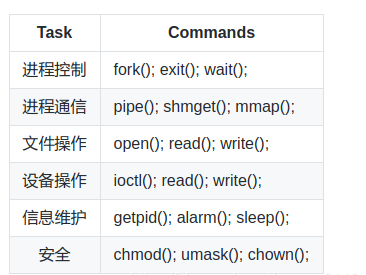 Task Commands
进程控制 fork(); exit(); wait();
进程通信 pipe(); shmget(); mmap();
文件操作 open(); read(); write();
设备操作 ioctl(); read(); write();
信息维护 getpid(); alarm(); sleep();
安全 chmod(); umask(); chown();